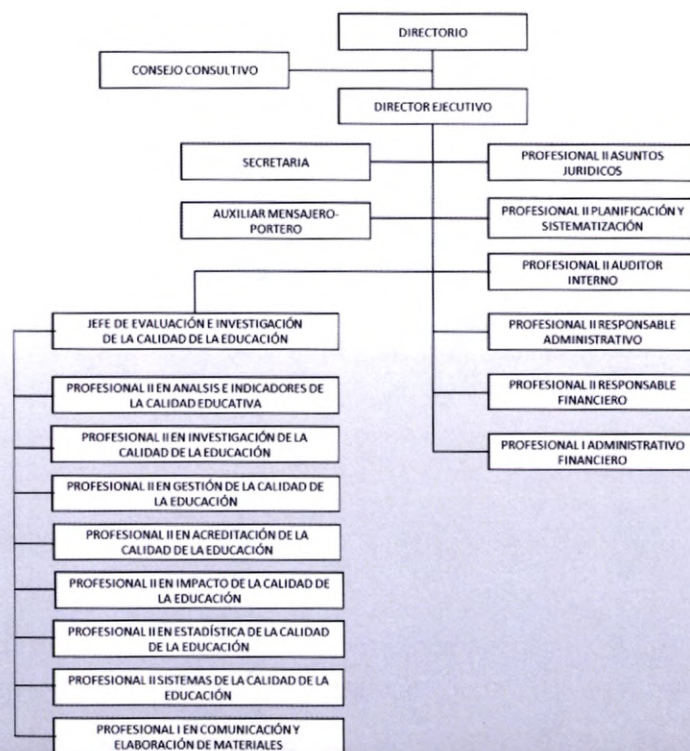 DIRECTORIO
CONSEJO CONSULTIVO
DIRECTOR EJECUTIVO
SECRETARIA
PROFESIONAL II ASUNTOS
JURIDICOS
AUXILIAR MENSAJERO-
PORTERO
PROFESIONAL II PLANIFICACIÓN Y
SISTEMATIZACIÓN
PROFESIONAL II AUDITOR
INTERNO
JEFE DE EVALUACIÓN E INVESTIGACIÓN
DE LA CALIDAD DE LA EDUCACIÓN
PROFESIONAL II RESPONSABLE
ADMINISTRATIVO
PROFESIONAL II EN ANALSIS E INDICADORES DE
LA CALIDAD EDUCATIVA
PROFESIONAL II RESPONSABLE
FINANCIERO
PROFESIONAL II EN INVESTIGACIÓN DE LA
CALIDAD DE LA EDUCACIÓN
PROFESIONAL I ADMINISTRATIVO
FINANCIERO
PROFESIONAL II EN GESTIÓN DE LA CALIDAD DE
LA EDUCACIÓN
PROFESIONAL II EN ACREDITACIÓN DE LA
CALIDAD DE LA EDUCACIÓN
PROFESIONAL II EN IMPACTO DE LA CALIDAD DE
LA EDUCACIÓN
PROFESIONAL II EN ESTADÍSTICA DE LA CALIDAD
DE LA EDUCACIÓN
PROFESIONAL II SISTEMAS DE LA CALIDAD DE LA
EDUCACIÓN
PROFESIONAL I EN COMUNICACIÓN Y
ELABORACIÓN DE MATERIALES